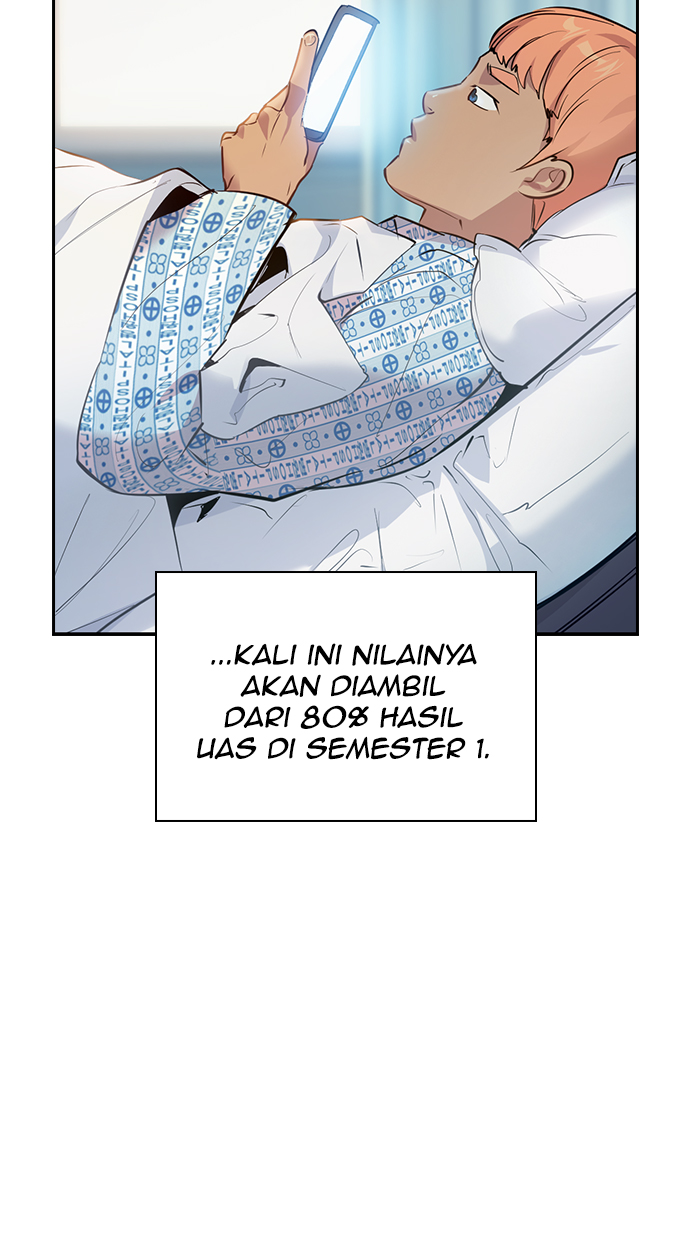 ...KALI INI NILAINYA
AKAN DIAMBIL
DARI 80% HASIL
UAS DI SEMESTER 1.